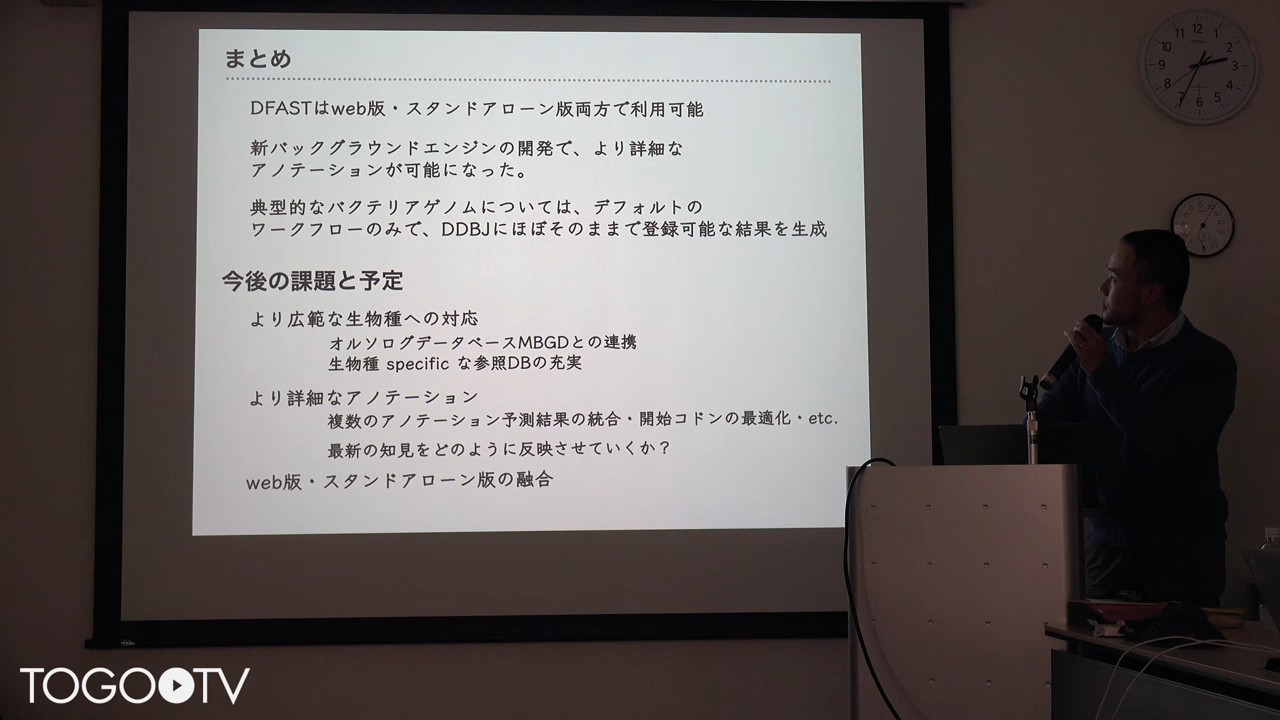 まとめ
DFASTはweb版・スタンドアローン版両方で利用可能
新バックグラウンドエンジンの開発で、より詳細な
アノテーションが可能になった。
典型的なバクテリアゲノムについては、デフォルトの
ワークフローのみで、DDBJにほぼそのままで登録可能な結果を生成
今後の課題と予定
より広範な生物種への対応
オルソログデータベースMBGDとの連携
生物種 specific な参照DBの充実
より詳細なアノテーション
複数のアノテーション予測結果の統合・開始コドンの最適化・etc.
最新の知見をどのように反映させていくか？
web版・スタンドアローン版の融合
12
1
2
3
4
5
6
7
8
9
10
11
TOGOTV